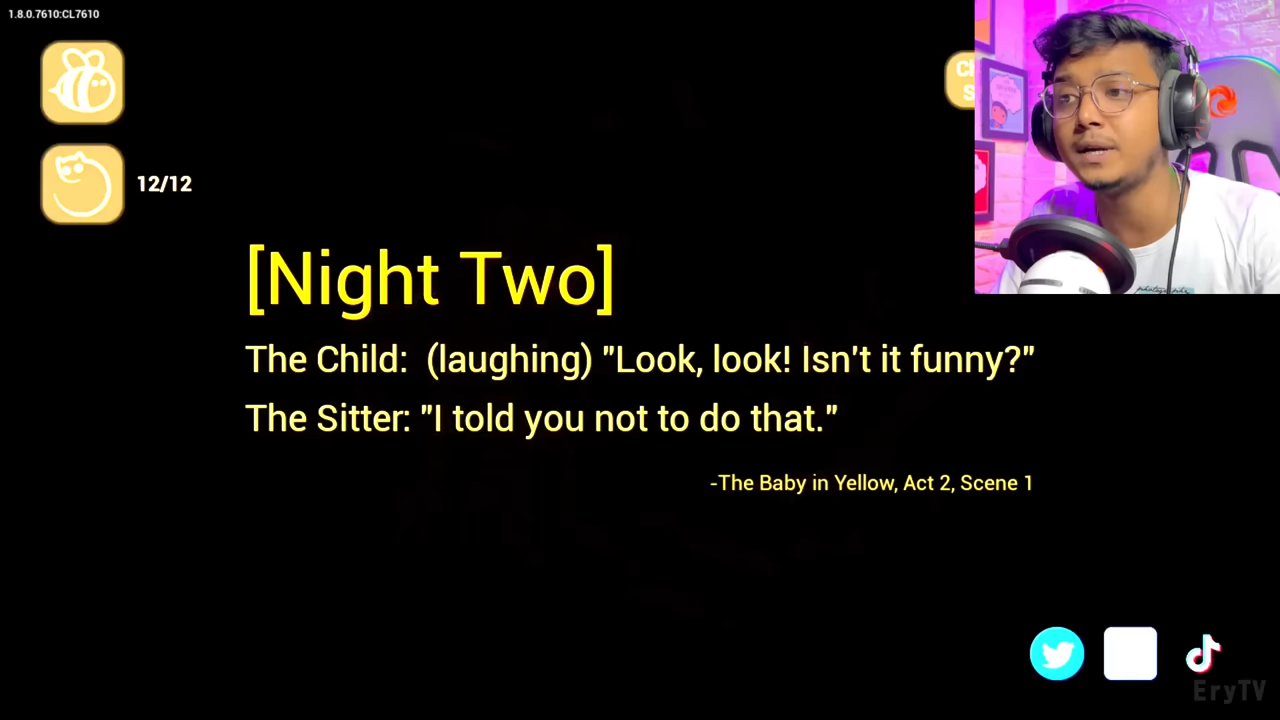 1.8.0.7610:CL7610
12/12
[Night Two]
The Child:  (laughing) "Look, look! Isn't it funny?"
The Sitter: "I told you not to do that."
-The Baby in Yellow, Act 2, Scene 1
EryTV